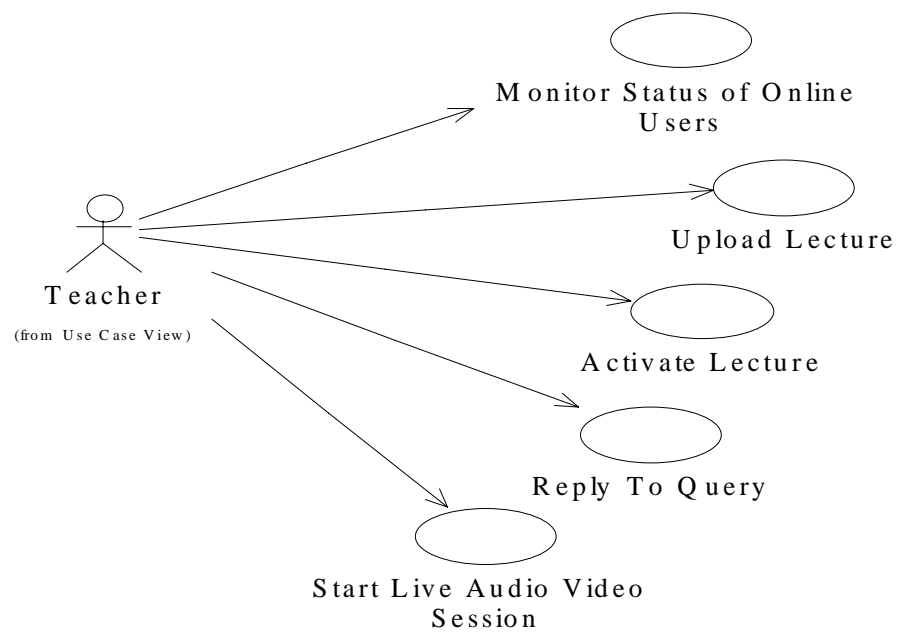 Monitor Status of Online
Users
Upload Lecture
Teacher
(from Use Case View)
Activate Lecture
Reply To Query
Start Live Audio Video
Session